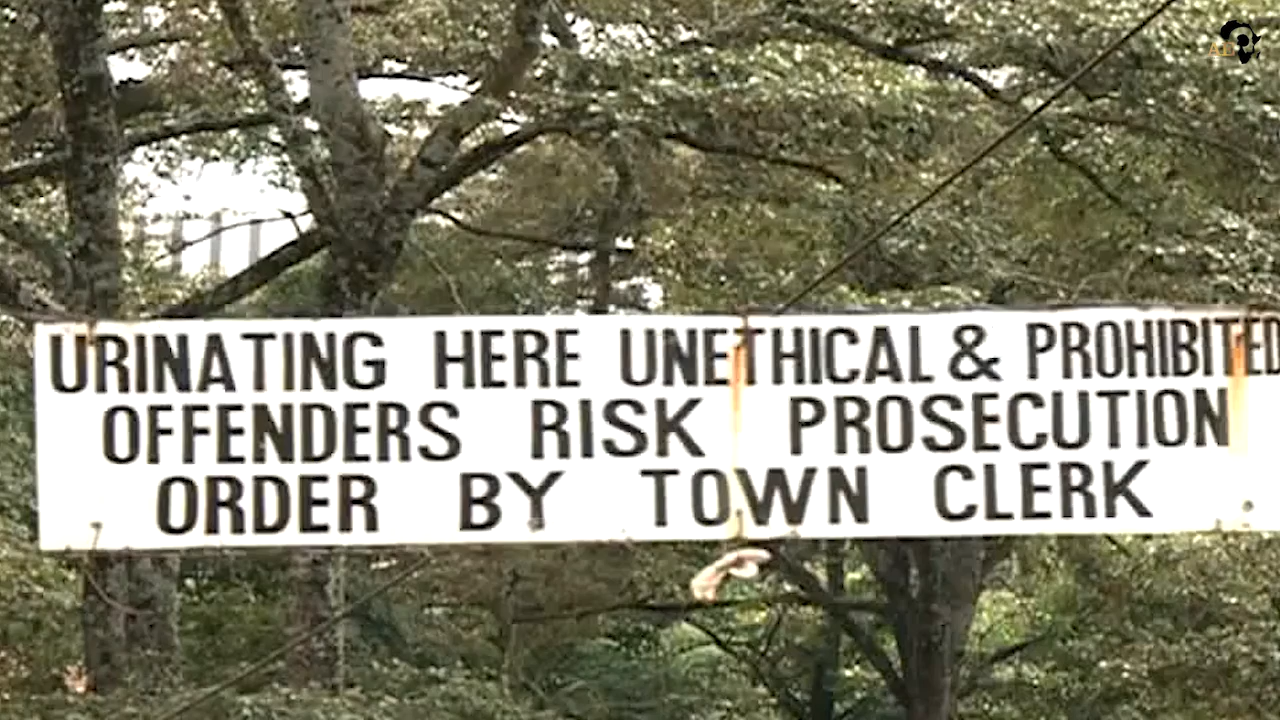 URINATING HERE UNETHICAL & PROHIBITED
OFFENDERS RISK PROSECUTION
ORDER BY TOWN CLERK